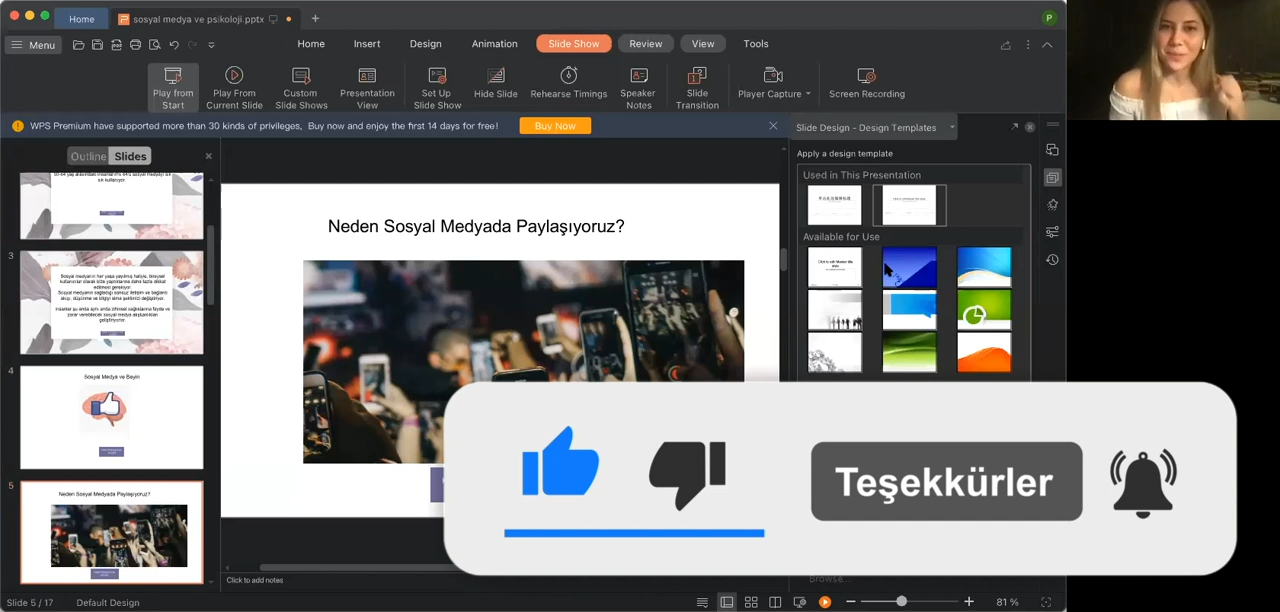 Home
sosyal medya ve psikoloji.pptx
P
Menu
Home Insert Design Animation Slide Show Review View Tools
Play from Start
Play From Current Slide
Custom Slide Shows
Presentation View
Set Up Slide Show
Hide Slide
Rehearse Timings
Speaker Notes
Slide Transition
Player Capture
Screen Recording
WPS Premium have supported more than 30 kinds of privileges, Buy now and enjoy the first 14 days for free!
Buy Now
Slide Design - Design Templates
Outline Slides
Apply a design template
Used in This Presentation
Available for Use
3
4
Sosyal Medya ve Beyin
5
Neden Sosyal Medyada Paylaşıyoruz?
Neden Sosyal Medyada Paylaşıyoruz?
Teşekkürler
Click to add notes
Browse...
Slide 5 / 17
Default Design
81 %